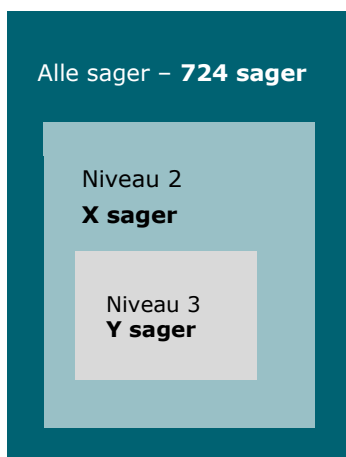 Alle sager – 724 sager
Niveau 2
X sager
Niveau 3
Y sager